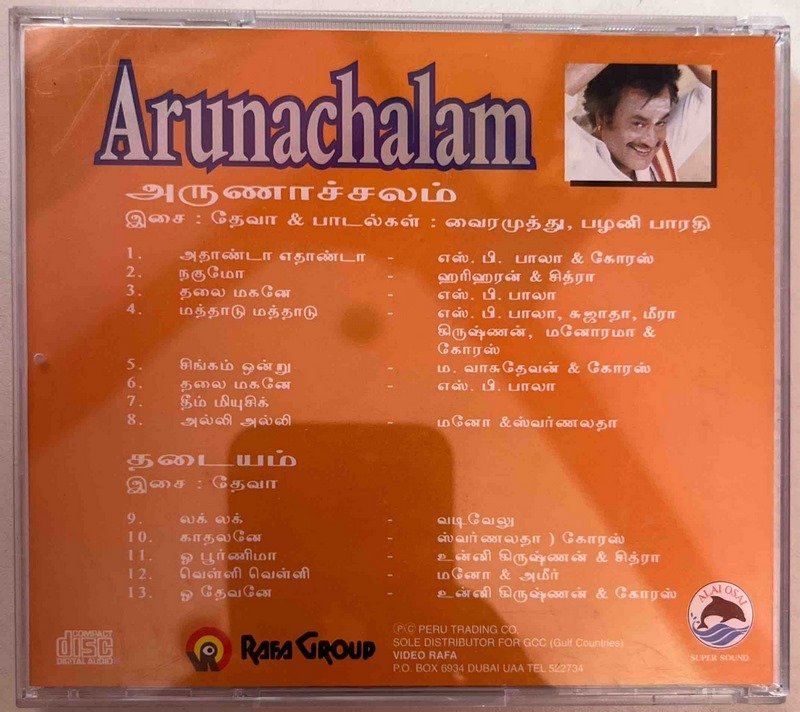 Arunachalam
அருணாச்சலம்
இசை : தேவா & பாடல்கள் : வைரமுத்து, பழனி பாரதி
1. அதாண்டா எதாண்டா - எஸ். பி. பாலா & கோரஸ்
2. நகுமோ - ஹரிஹரன் & சித்ரா
3. தலை மகனே - எஸ். பி. பாலா
4. மத்தாடு மத்தாடு - எஸ். பி. பாலா, சுஜாதா, மீரா
கிருஷ்ணன், மனோரமா &
கோரஸ்
5. சிங்கம் ஒன்று - ம. வாசுதேவன் & கோரஸ்
6. தலை மகனே - எஸ். பி. பாலா
7. தீம் மியுசிக்
8. அல்லி அல்லி - மனோ &ஸ்வர்ணலதா
தடையம்
இசை : தேவா
9. லக் லக் - வடிவேலு
10. காதலனே - ஸ்வர்ணலதா ) கோரஸ்
11. ஓ பூர்ணிமா - உன்னி கிருஷ்ணன் & சித்ரா
12. வெள்ளி வெள்ளி - மனோ & அமீர்
13. ஓ தேவனே - உன்னி கிருஷ்ணன் & கோரஸ்
COMPACT
disc
DIGITAL AUDIO
RAFA GROUP
Ⓟ© PERU TRADING CO.
SOLE DISTRIBUTOR FOR GCC (Gulf Countries)
VIDEO RAFA
P.O. BOX 6934 DUBAI UAA TEL 522734
ALAI OSAI
SUPER SOUND